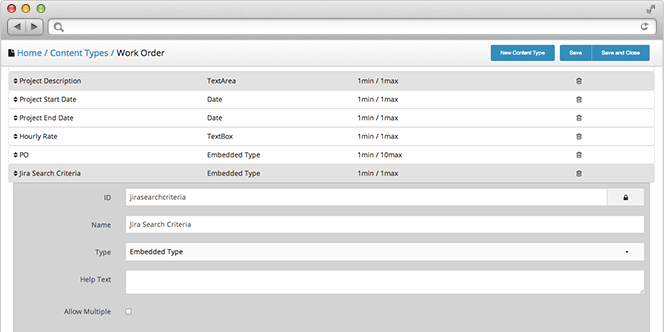 Home / Content Types / Work Order New Content Type Save Save and Close
Project Description TextArea 1min / 1max
Project Start Date Date 1min / 1max
Project End Date Date 1min / 1max
Hourly Rate TextBox 1min / 1max
PO Embedded Type 1min / 10max
Jira Search Criteria Embedded Type 1min / 1max
ID jirasearchcriteria
Name Jira Search Criteria
Type Embedded Type
Help Text
Allow Multiple